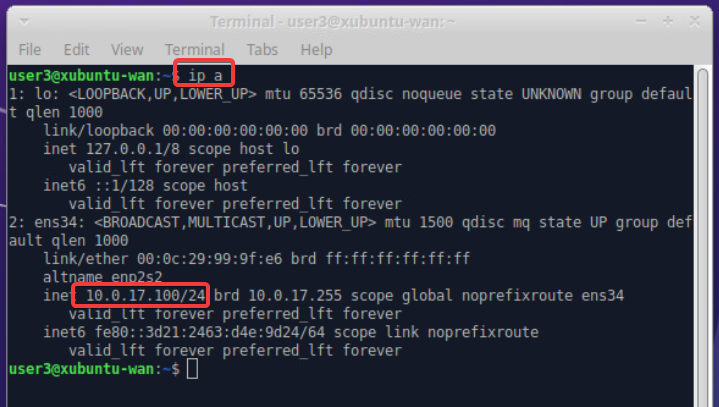 Terminal - user3@xubuntu-wan: ~
File Edit View Terminal Tabs Help
user3@xubuntu-wan:~$ ip a
1: lo: <LOOPBACK,UP,LOWER_UP> mtu 65536 qdisc noqueue state UNKNOWN group defaul
t qlen 1000
    link/loopback 00:00:00:00:00:00 brd 00:00:00:00:00:00
    inet 127.0.0.1/8 scope host lo
       valid_lft forever preferred_lft forever
    inet6 ::1/128 scope host
       valid_lft forever preferred_lft forever
2: ens34: <BROADCAST,MULTICAST,UP,LOWER_UP> mtu 1500 qdisc mq state UP group def
ault qlen 1000
    link/ether 00:0c:29:99:9f:e6 brd ff:ff:ff:ff:ff:ff
    altname enp2s2
    inet 10.0.17.100/24 brd 10.0.17.255 scope global noprefixroute ens34
       valid_lft forever preferred_lft forever
    inet6 fe80::3d21:2463:d4e:9d24/64 scope link noprefixroute
       valid_lft forever preferred_lft forever
user3@xubuntu-wan:~$